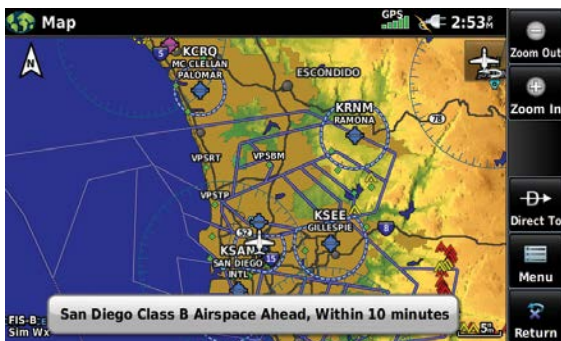 Map
GPS
2:53 P M
Zoom Out
Zoom In
Direct To
Menu
Return
N
5
KCRQ
MC CLELLAN
PALOMAR
ESCONDIDO
KRNM
RAMONA
78
VPSRT
VPSBM
VPSTP
KSEE
GILLESPIE
8
52
KSAN
SAN DIEGO
INTL
15
San Diego Class B Airspace Ahead, Within 10 minutes
FIS-B
Sim Wx
5